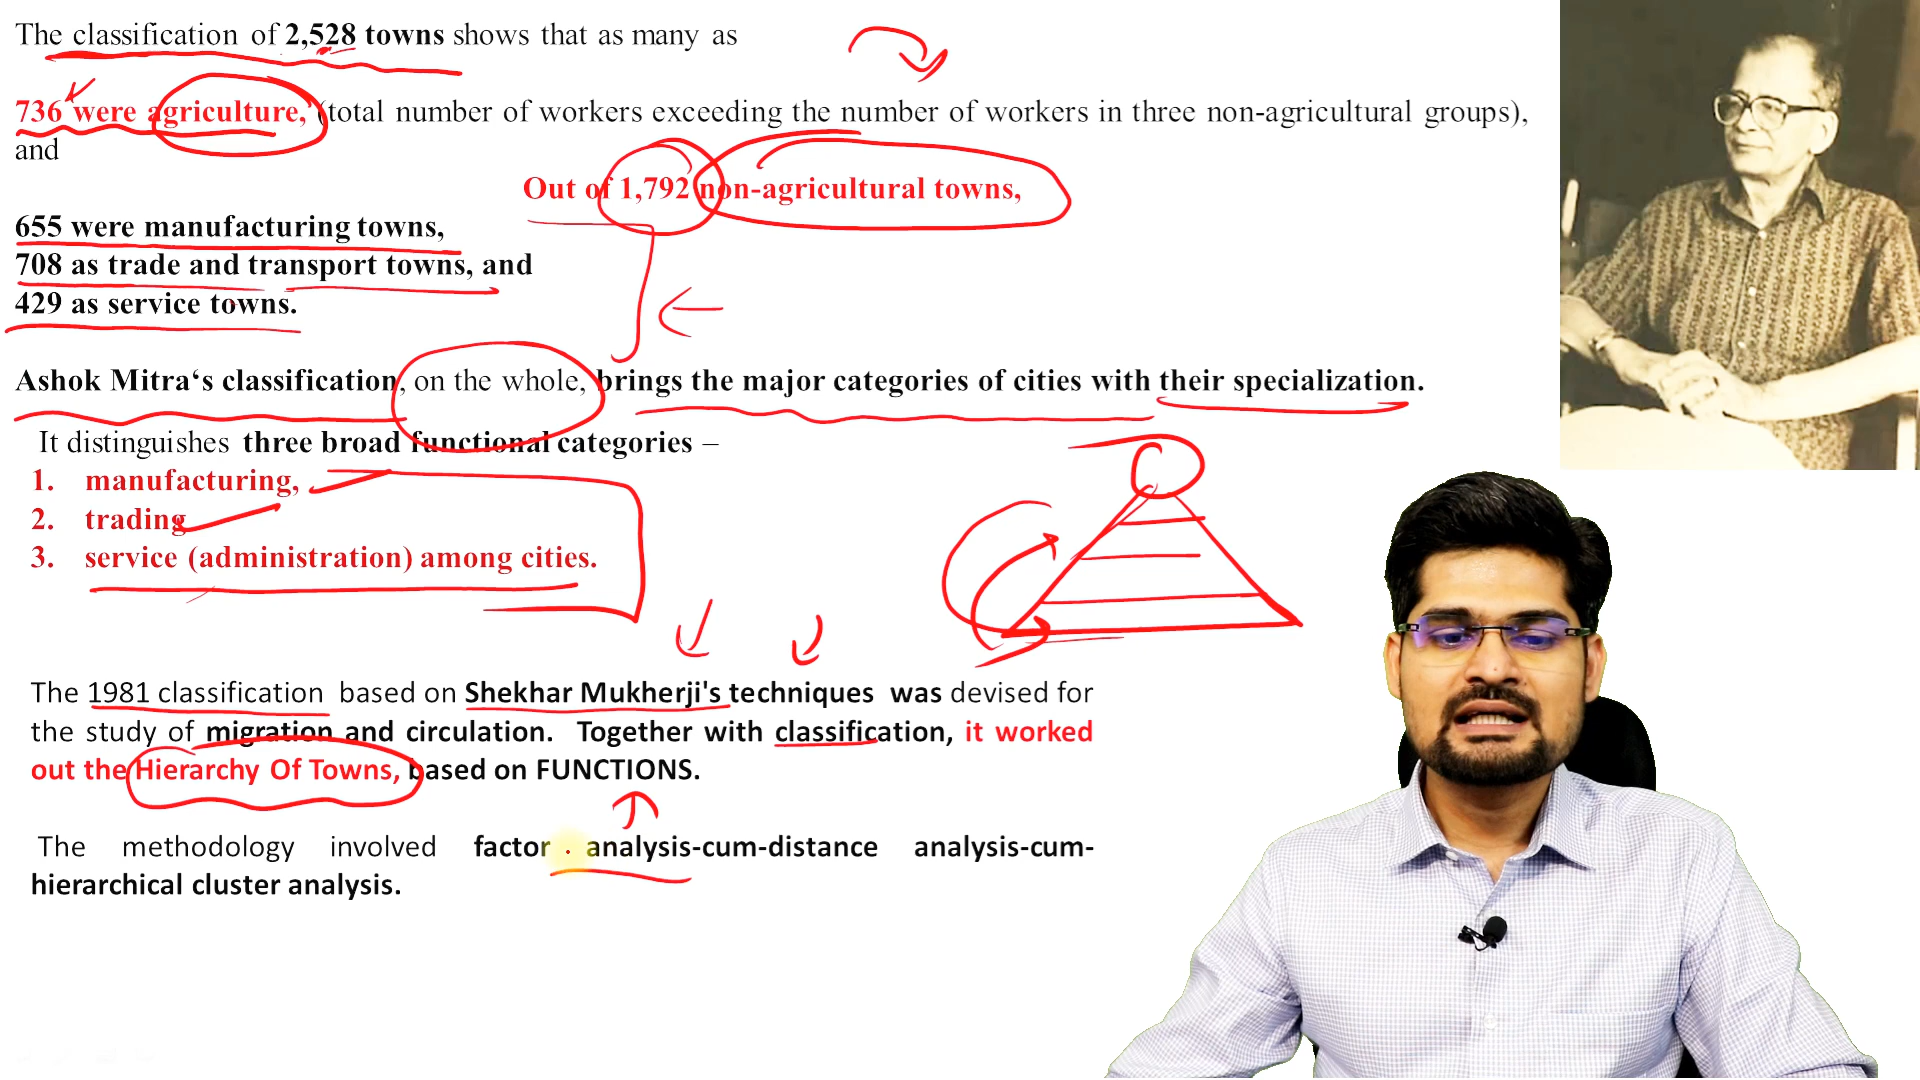 The classification of 2,528 towns shows that as many as
736 were agriculture, (total number of workers exceeding the number of workers in three non-agricultural groups),
and
Out of 1,792 non-agricultural towns,
655 were manufacturing towns,
708 as trade and transport towns, and
429 as service towns.
Ashok Mitra‘s classification, on the whole, brings the major categories of cities with their specialization.
It distinguishes three broad functional categories –
1. manufacturing,
2. trading
3. service (administration) among cities.
The 1981 classification based on Shekhar Mukherji's techniques was devised for
the study of migration and circulation. Together with classification, it worked
out the Hierarchy Of Towns, based on FUNCTIONS.
The methodology involved factor analysis-cum-distance analysis-cum-
hierarchical cluster analysis.